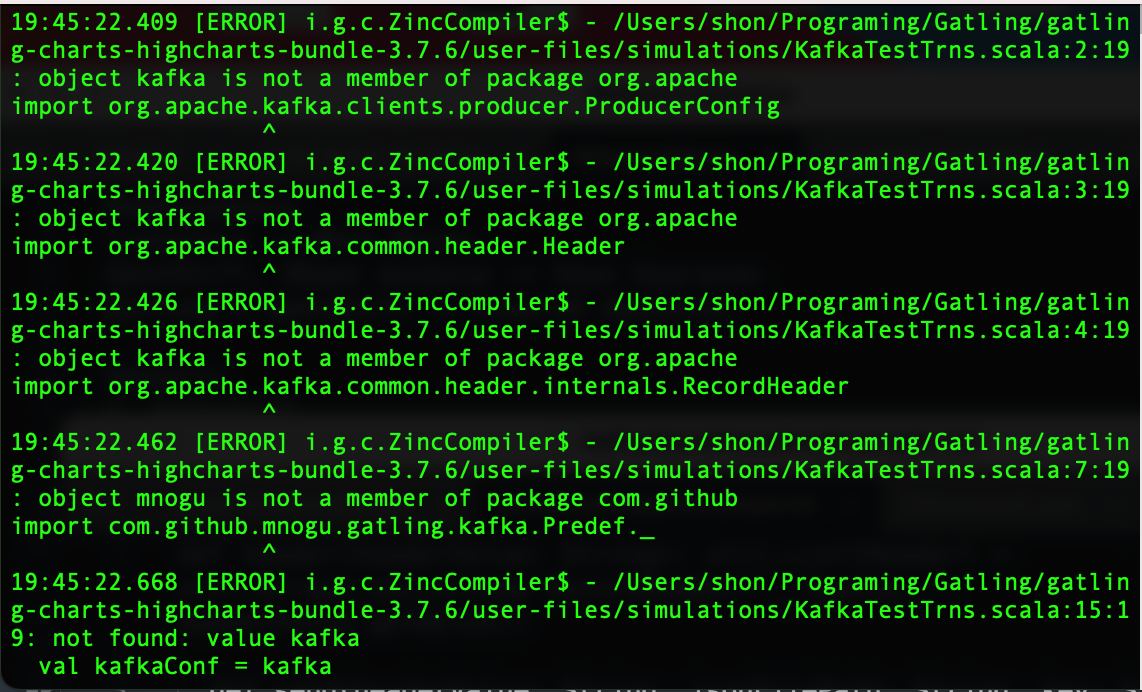 19:45:22.409 [ERROR] i.g.c.ZincCompiler$ - /Users/shon/Programing/Gatling/gatlin
g-charts-highcharts-bundle-3.7.6/user-files/simulations/KafkaTestTrns.scala:2:19
: object kafka is not a member of package org.apache
import org.apache.kafka.clients.producer.ProducerConfig
^
19:45:22.420 [ERROR] i.g.c.ZincCompiler$ - /Users/shon/Programing/Gatling/gatlin
g-charts-highcharts-bundle-3.7.6/user-files/simulations/KafkaTestTrns.scala:3:19
: object kafka is not a member of package org.apache
import org.apache.kafka.common.header.Header
^
19:45:22.426 [ERROR] i.g.c.ZincCompiler$ - /Users/shon/Programing/Gatling/gatlin
g-charts-highcharts-bundle-3.7.6/user-files/simulations/KafkaTestTrns.scala:4:19
: object kafka is not a member of package org.apache
import org.apache.kafka.common.header.internals.RecordHeader
^
19:45:22.462 [ERROR] i.g.c.ZincCompiler$ - /Users/shon/Programing/Gatling/gatlin
g-charts-highcharts-bundle-3.7.6/user-files/simulations/KafkaTestTrns.scala:7:19
: object mnogu is not a member of package com.github
import com.github.mnogu.gatling.kafka.Predef._
^
19:45:22.668 [ERROR] i.g.c.ZincCompiler$ - /Users/shon/Programing/Gatling/gatlin
g-charts-highcharts-bundle-3.7.6/user-files/simulations/KafkaTestTrns.scala:15:1
9: not found: value kafka
val kafkaConf = kafka